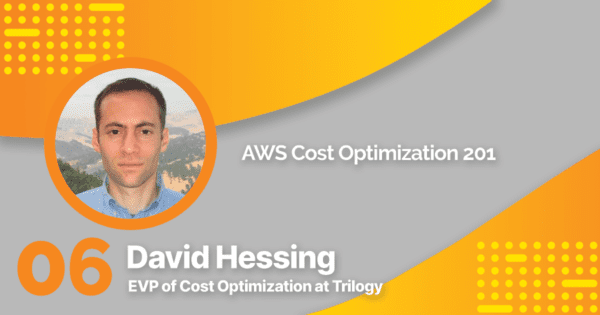 AWS Cost Optimization 201
06
David Hessing
EVP of Cost Optimization at Trilogy